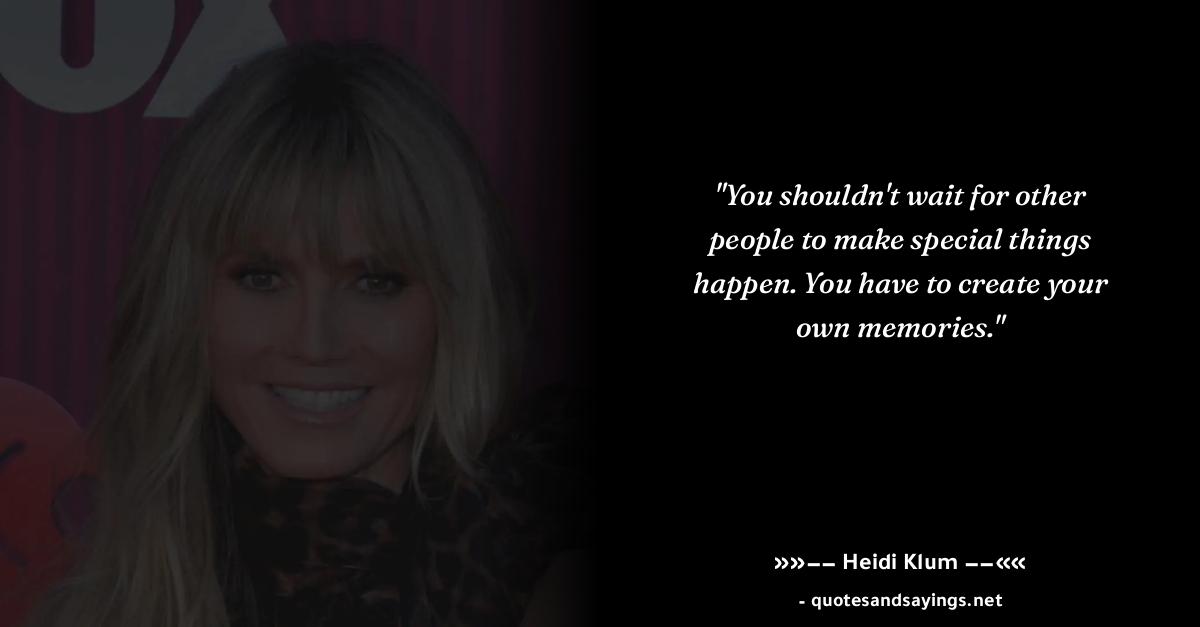 "You shouldn't wait for other
people to make special things
happen. You have to create your
own memories."
»»−− Heidi Klum −−««
- quotesandsayings.net